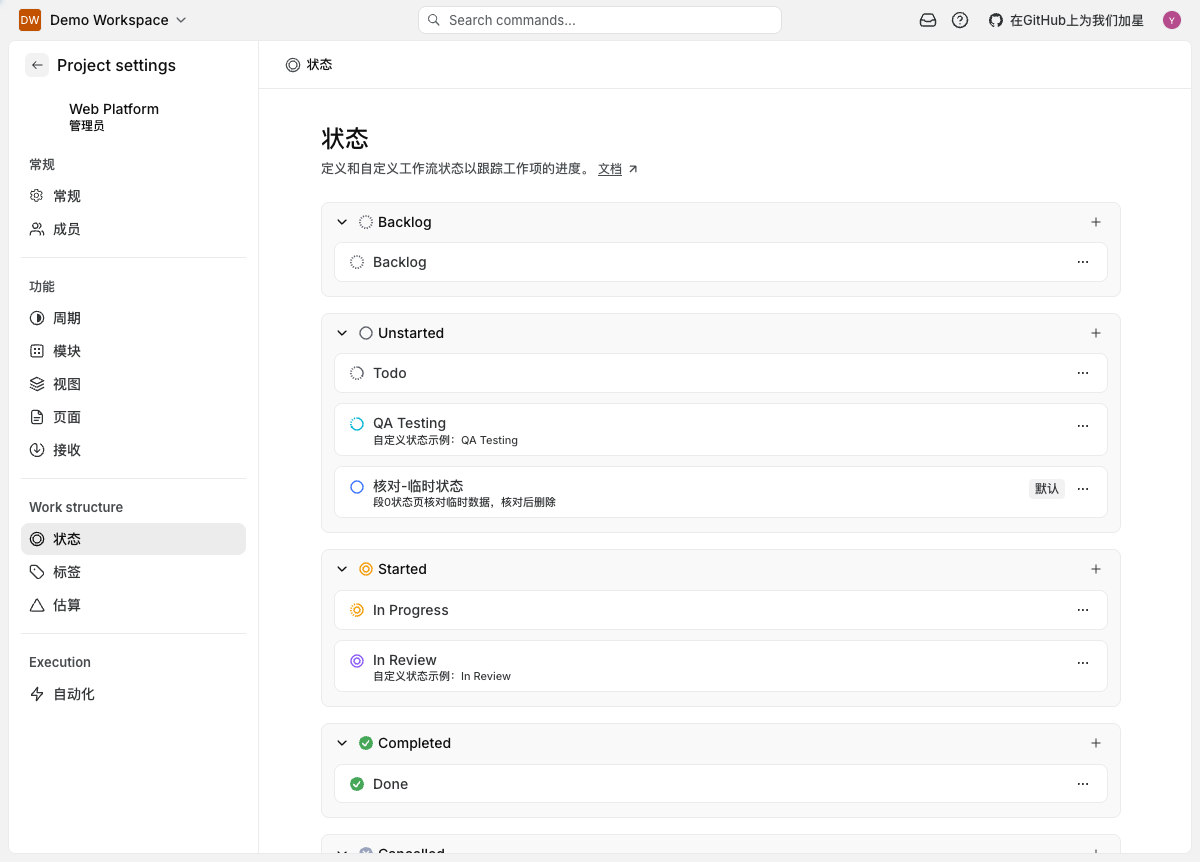 DW Demo Workspace
Search commands...
在GitHub上为我们加星
Y
Project settings
Web Platform
管理员
常规
常规
成员
功能
周期
模块
视图
页面
接收
Work structure
状态
标签
估算
Execution
自动化
状态
状态
定义和自定义工作流状态以跟踪工作项的进度。 文档
Backlog
Backlog
Unstarted
Todo
QA Testing
自定义状态示例：QA Testing
核对-临时状态
段0状态页核对临时数据，核对后删除
默认
Started
In Progress
In Review
自定义状态示例：In Review
Completed
Done
Cancelled